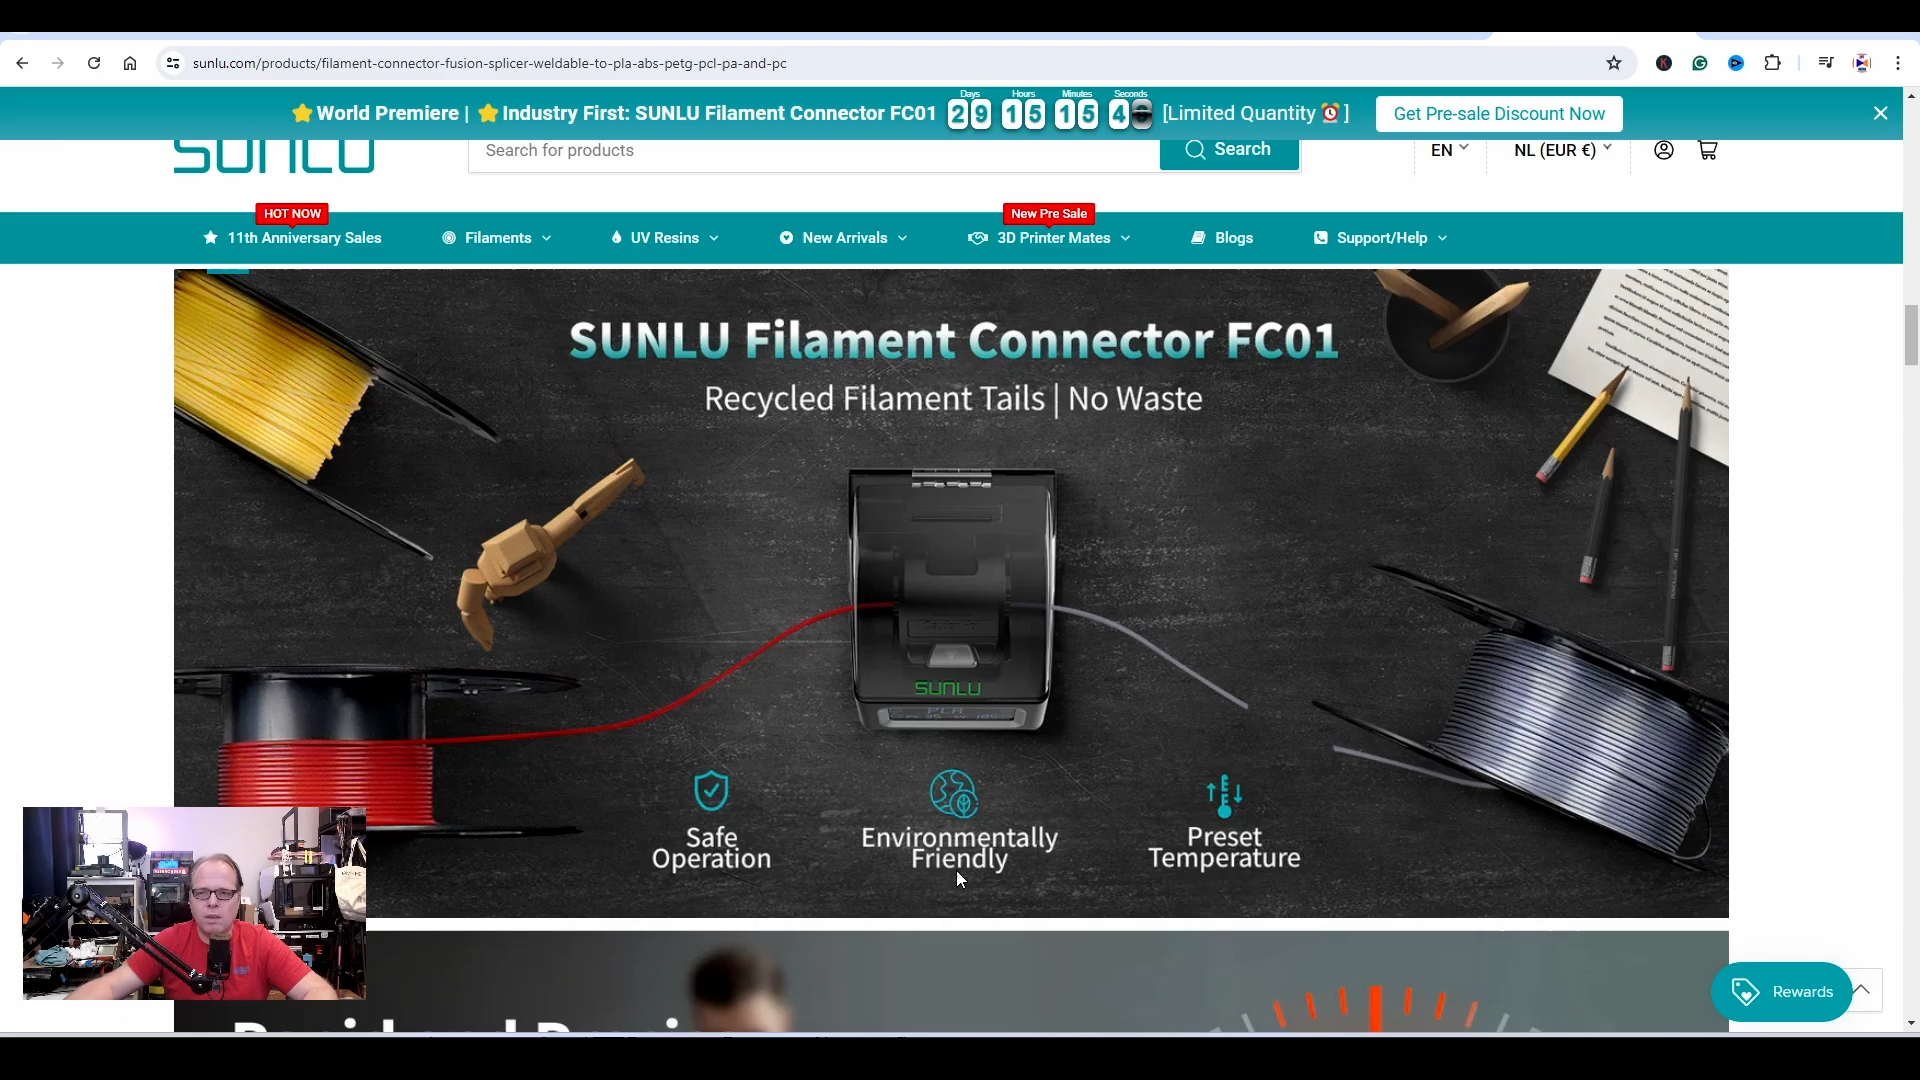 sunlu.com/products/filament-connector-fusion-splicer-weldable-to-pla-abs-petg-pcl-pa-and-pc
World Premiere | Industry First: SUNLU Filament Connector FC01
Days Hours Minutes Seconds
29 15 15 4
[Limited Quantity ]
Get Pre-sale Discount Now
SUNLU
Search for products
Search
EN
NL (EUR €)
HOT NOW
New Pre Sale
11th Anniversary Sales
Filaments
UV Resins
New Arrivals
3D Printer Mates
Blogs
Support/Help
SUNLU Filament Connector FC01
Recycled Filament Tails | No Waste
SUNLU
PLA
Safe
Operation
Environmentally
Friendly
Preset
Temperature
Rewards